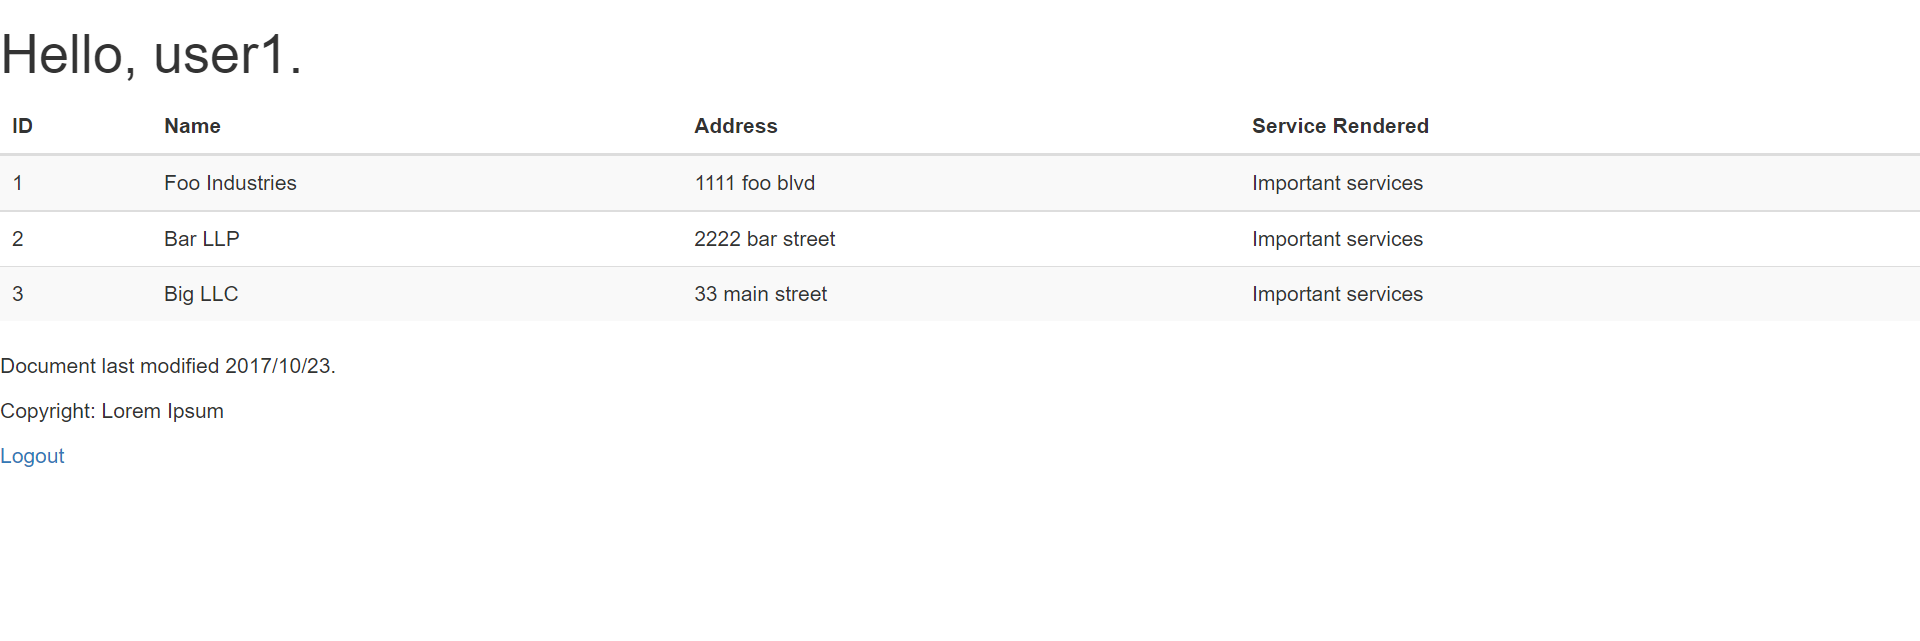 Hello, user1.
ID Name Address Service Rendered
1 Foo Industries 1111 foo blvd Important services
2 Bar LLP 2222 bar street Important services
3 Big LLC 33 main street Important services
Document last modified 2017/10/23.
Copyright: Lorem Ipsum
Logout